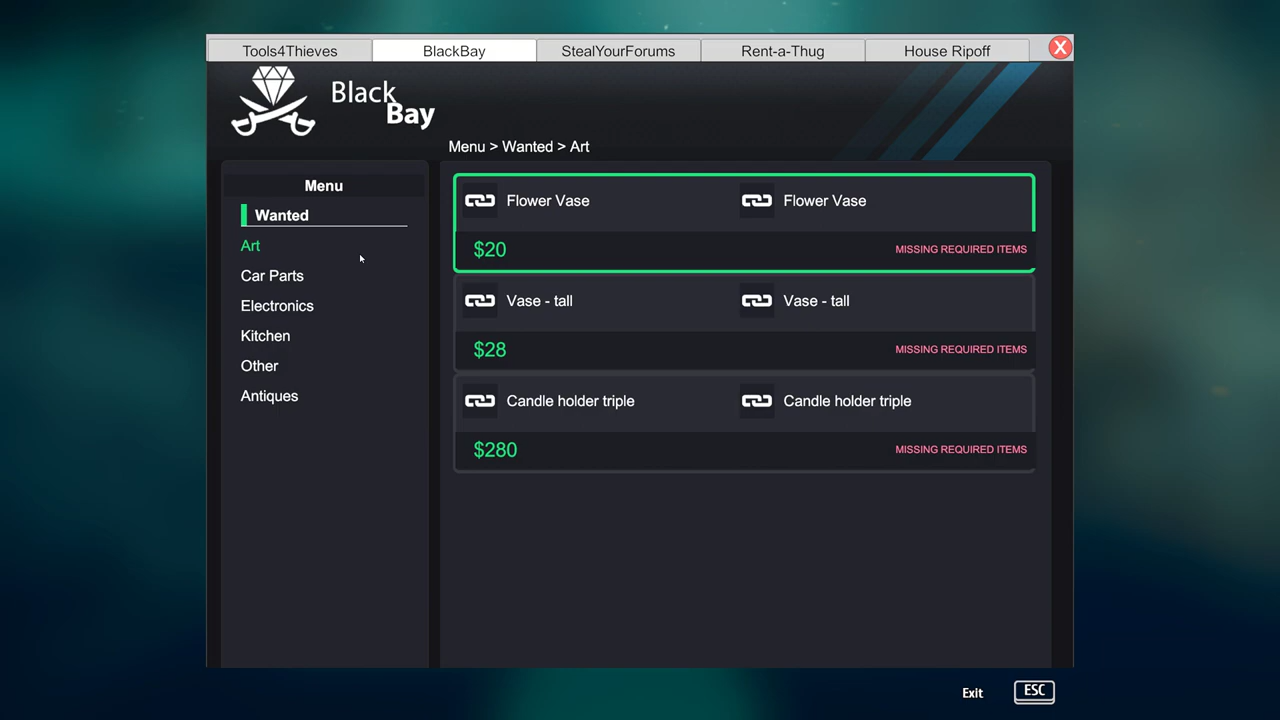 Tools4Thieves
BlackBay
StealYourForums
Rent-a-Thug
House Ripoff
X
Black
Bay
Menu > Wanted > Art
Menu
Wanted
Art
Car Parts
Electronics
Kitchen
Other
Antiques
Flower Vase Flower Vase
$20 MISSING REQUIRED ITEMS
Vase - tall Vase - tall
$28 MISSING REQUIRED ITEMS
Candle holder triple Candle holder triple
$280 MISSING REQUIRED ITEMS
Exit ESC